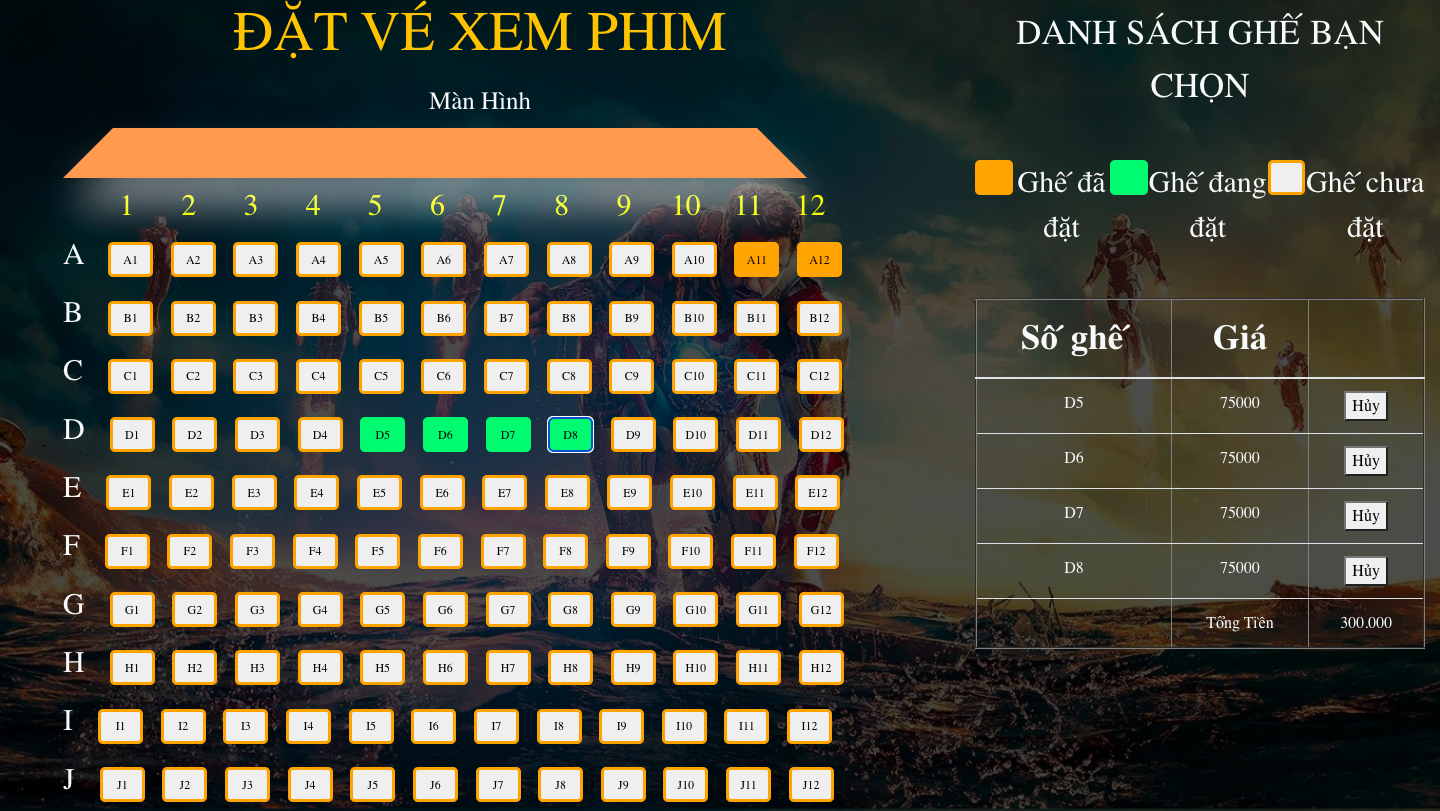 ĐẶT VÉ XEM PHIM
Màn Hình
1 2 3 4 5 6 7 8 9 10 11 12
A A1 A2 A3 A4 A5 A6 A7 A8 A9 A10 A11 A12
B B1 B2 B3 B4 B5 B6 B7 B8 B9 B10 B11 B12
C C1 C2 C3 C4 C5 C6 C7 C8 C9 C10 C11 C12
D D1 D2 D3 D4 D5 D6 D7 D8 D9 D10 D11 D12
E E1 E2 E3 E4 E5 E6 E7 E8 E9 E10 E11 E12
F F1 F2 F3 F4 F5 F6 F7 F8 F9 F10 F11 F12
G G1 G2 G3 G4 G5 G6 G7 G8 G9 G10 G11 G12
H H1 H2 H3 H4 H5 H6 H7 H8 H9 H10 H11 H12
I I1 I2 I3 I4 I5 I6 I7 I8 I9 I10 I11 I12
J J1 J2 J3 J4 J5 J6 J7 J8 J9 J10 J11 J12
DANH SÁCH GHẾ BẠN
CHỌN
Ghế đã
đặt
Ghế đang
đặt
Ghế chưa
đặt
Số ghế Giá
D5 75000 Hủy
D6 75000 Hủy
D7 75000 Hủy
D8 75000 Hủy
Tổng Tiên 300.000